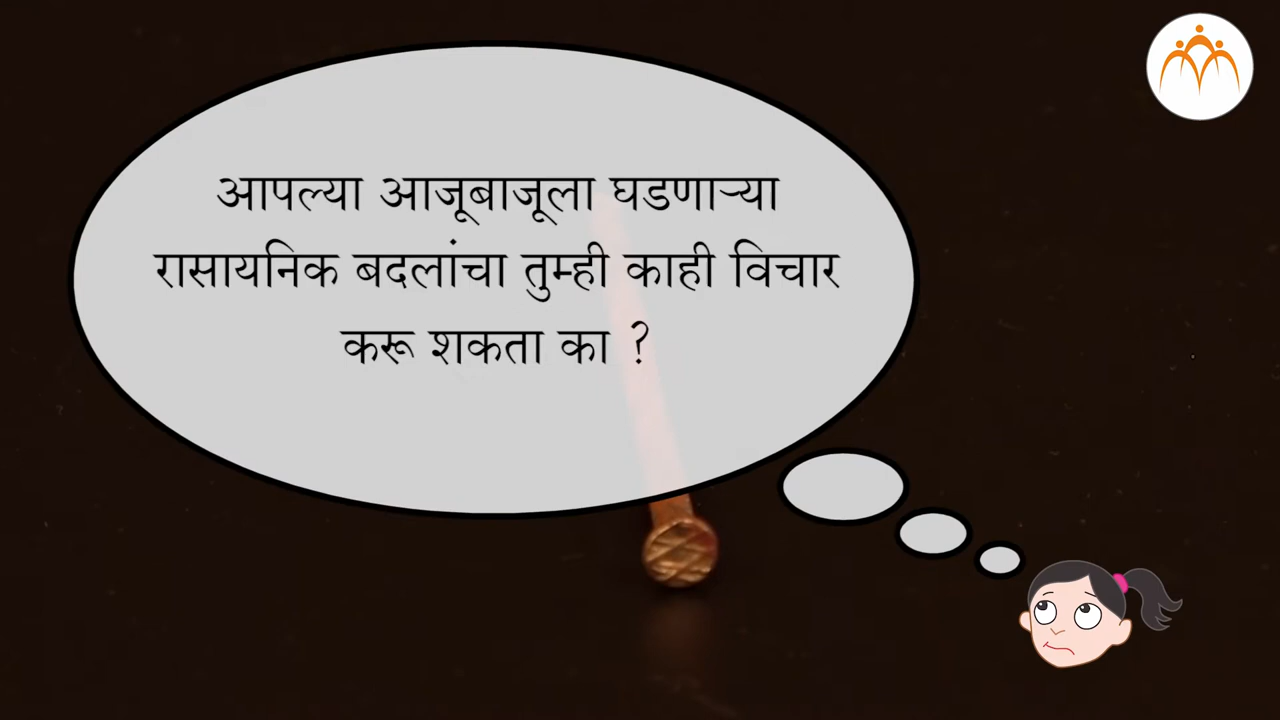 आपल्या आजूबाजूला घडणाऱ्या
रासायनिक बदलांचा तुम्ही काही विचार
करू शकता का ?